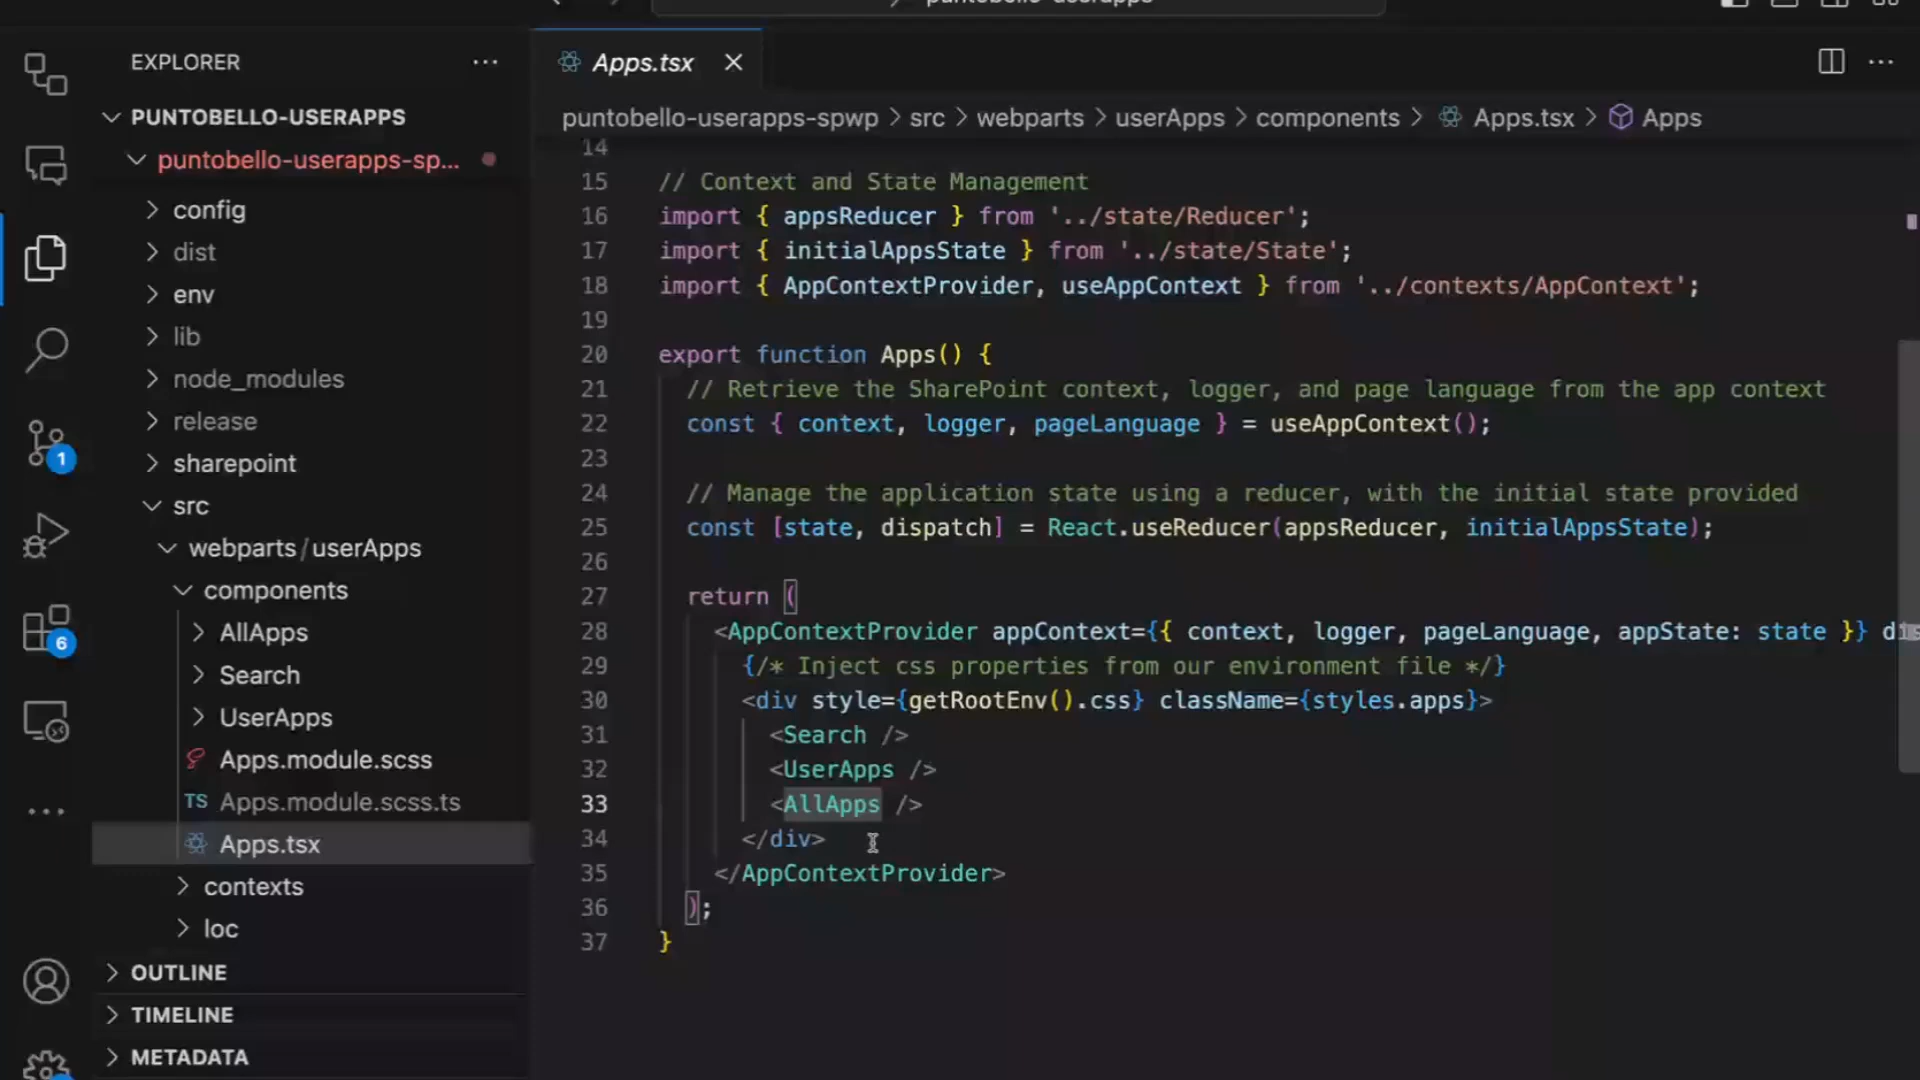 puntobello-userapps
EXPLORER
PUNTOBELLO-USERAPPS
puntobello-userapps-sp...
config
dist
env
lib
node_modules
release
sharepoint
src
webparts / userApps
components
AllApps
Search
UserApps
Apps.module.scss
TS Apps.module.scss.ts
Apps.tsx
contexts
loc
OUTLINE
TIMELINE
METADATA
1
6
Apps.tsx
puntobello-userapps-spwp > src > webparts > userApps > components > Apps.tsx > Apps
14
15 // Context and State Management
16 import { appsReducer } from '../state/Reducer';
17 import { initialAppsState } from '../state/State';
18 import { AppContextProvider, useAppContext } from '../contexts/AppContext';
19
20 export function Apps() {
21 // Retrieve the SharePoint context, logger, and page language from the app context
22 const { context, logger, pageLanguage } = useAppContext();
23
24 // Manage the application state using a reducer, with the initial state provided
25 const [state, dispatch] = React.useReducer(appsReducer, initialAppsState);
26
27 return (
28 <AppContextProvider appContext={{ context, logger, pageLanguage, appState: state }} dis
29 {/* Inject css properties from our environment file */}
30 <div style={getRootEnv().css} className={styles.apps}>
31 <Search />
32 <UserApps />
33 <AllApps />
34 </div>
35 </AppContextProvider>
36 );
37 }